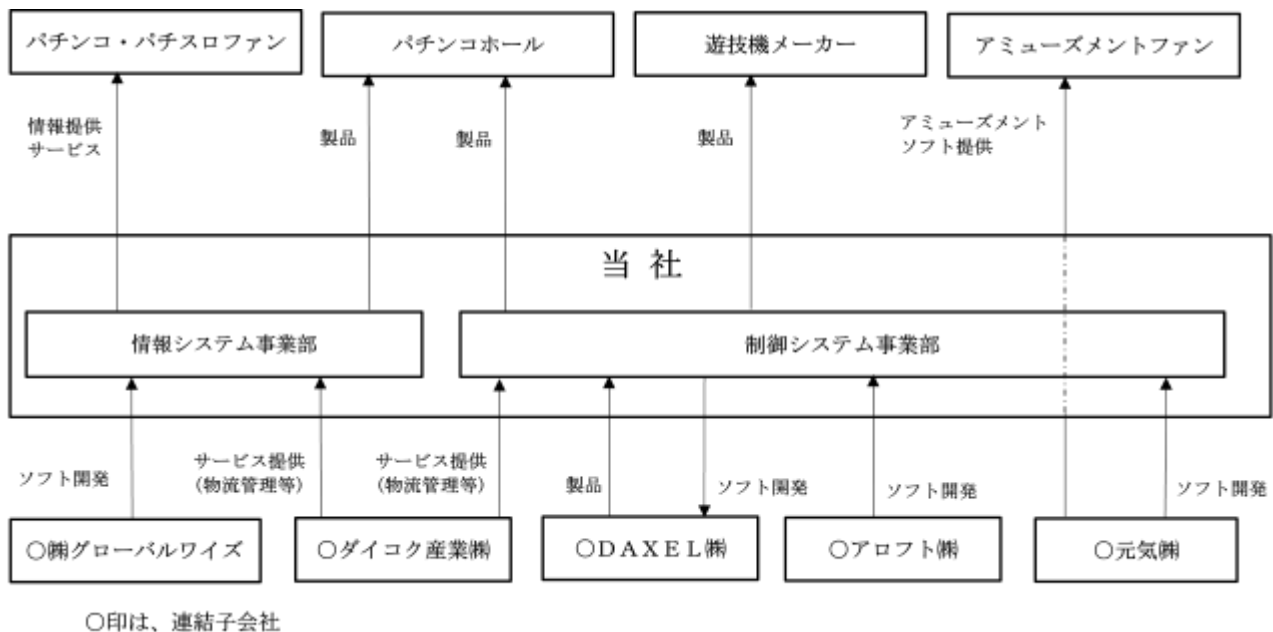 パチンコ・パチスロファン
パチンコホール
遊技機メーカー
アミューズメントファン
情報提供
サービス
製品
製品
製品
アミューズメント
ソフト提供
当 社
情報システム事業部
制御システム事業部
ソフト開発
サービス提供
(物流管理等)
サービス提供
(物流管理等)
製品
ソフト開発
ソフト開発
ソフト開発
○㈱グローバルワイズ
○ダイコク産業㈱
○DAXEL㈱
○アロフト㈱
○元気㈱
○印は、連結子会社